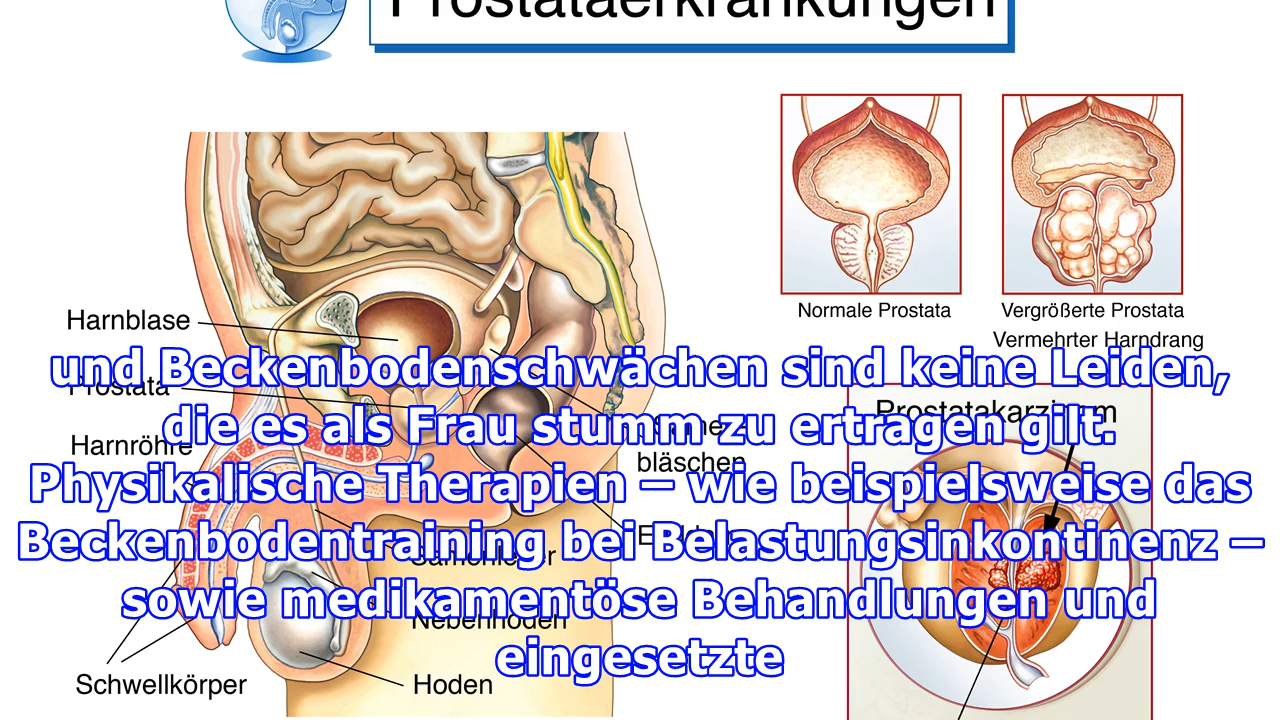 Prostataerkrankungen
Normale Prostata
Vergrößerte Prostata
Vermehrter Harndrang
Harnblase
Prostata
Harnröhre
Prostatakarzinom
bläschen
Samenleiter
Nebenhoden
Schwellkörper
Hoden
und Beckenbodenschwächen sind keine Leiden,
die es als Frau stumm zu ertragen gilt.
Physikalische Therapien – wie beispielsweise das
Beckenbodentraining bei Belastungsinkontinenz –
sowie medikamentöse Behandlungen und
eingesetzte